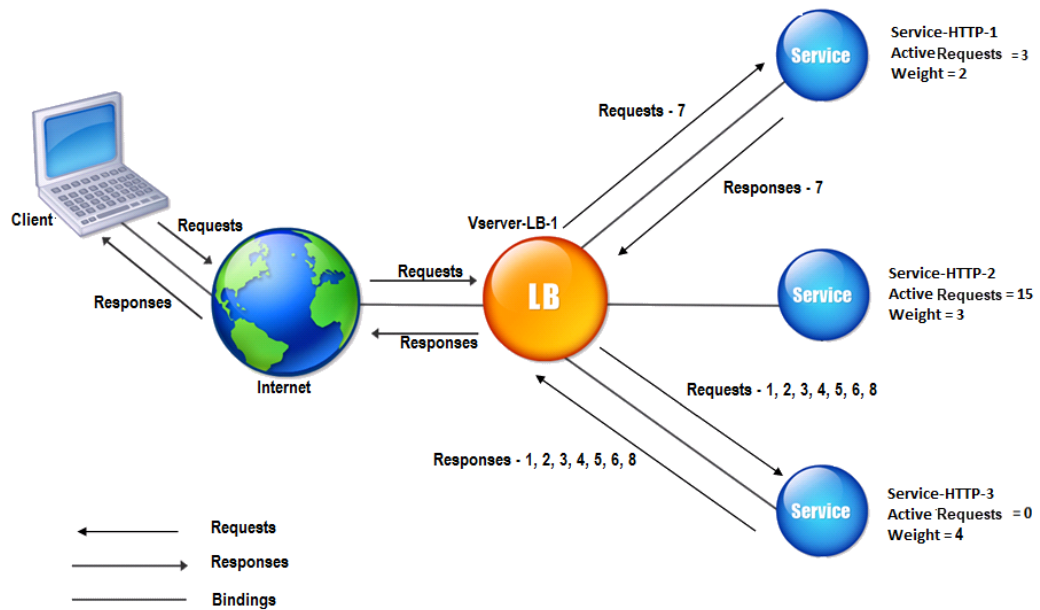 Service-HTTP-1
Active Requests = 3
Weight = 2
Service
Requests - 7
Responses - 7
Client
Requests
Vserver-LB-1
Requests
Responses
LB
Service
Service-HTTP-2
Active Requests = 15
Weight = 3
Responses
Internet
Requests - 1, 2, 3, 4, 5, 6, 8
Responses - 1, 2, 3, 4, 5, 6, 8
Service
Service-HTTP-3
Active Requests = 0
Weight = 4
Requests
Responses
Bindings